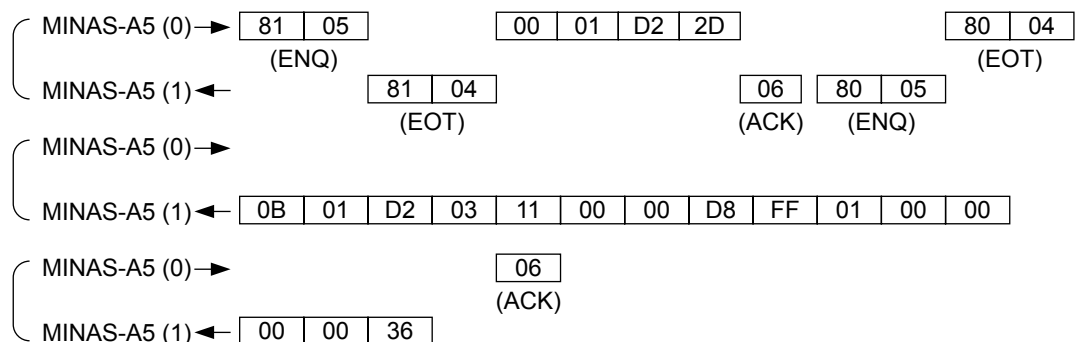 MINAS-A5 (0) 81 05 00 01 D2 2D 80 04
(ENQ) (EOT)
MINAS-A5 (1) 81 04 06 80 05
(EOT) (ACK) (ENQ)
MINAS-A5 (0)
MINAS-A5 (1) 0B 01 D2 03 11 00 00 D8 FF 01 00 00
MINAS-A5 (0) 06
(ACK)
MINAS-A5 (1) 00 00 36